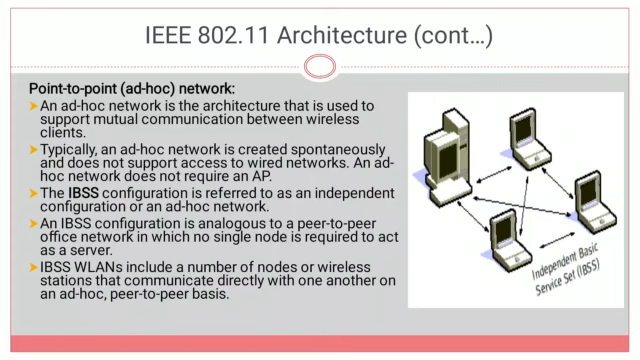 IEEE 802.11 Architecture (cont...)
Point-to-point (ad-hoc) network:
➤An ad-hoc network is the architecture that is used to
support mutual communication between wireless
clients.
➤Typically, an ad-hoc network is created spontaneously
and does not support access to wired networks. An ad-
hoc network does not require an AP.
➤The IBSS configuration is referred to as an independent
configuration or an ad-hoc network.
➤An IBSS configuration is analogous to a peer-to-peer
office network in which no single node is required to act
as a server.
➤IBSS WLANs include a number of nodes or wireless
stations that communicate directly with one another on
an ad-hoc, peer-to-peer basis.
Independent Basic
Service Set (IBSS)